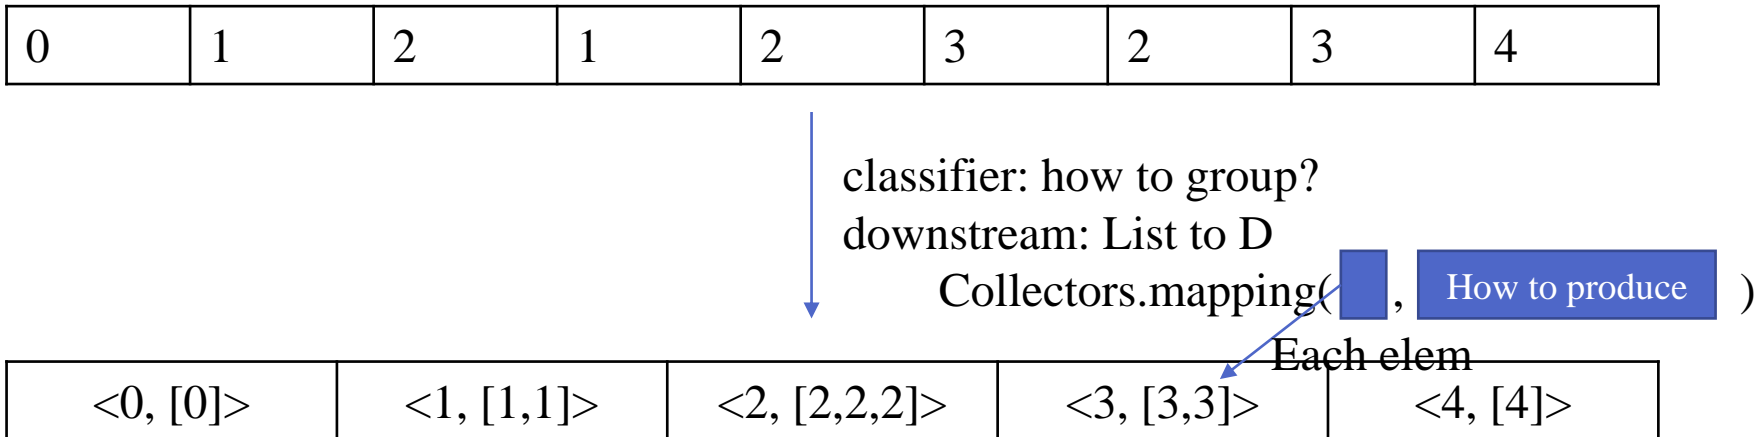 0 1 2 1 2 3 2 3 4
classifier: how to group?
downstream: List to D
Collectors.mapping( , How to produce )
Each elem
<0, [0]> <1, [1,1]> <2, [2,2,2]> <3, [3,3]> <4, [4]>